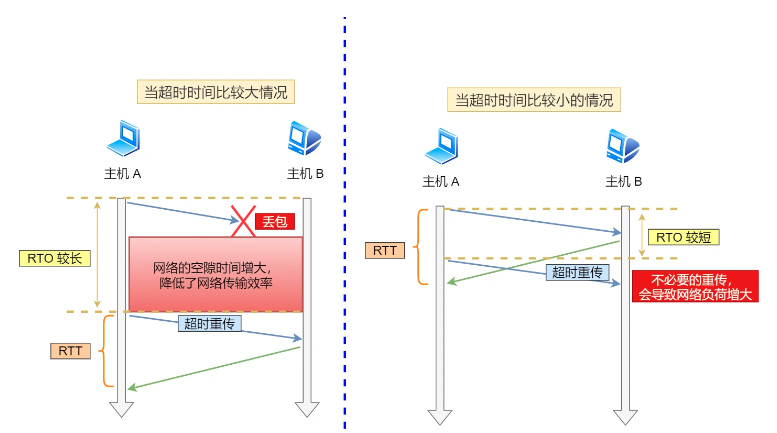 当超时时间比较大情况
主机 A
主机 B
丢包
RTO 较长
网络的空隙时间增大,
降低了网络传输效率
超时重传
RTT
当超时时间比较小的情况
主机 A
主机 B
RTT
RTO 较短
超时重传
不必要的重传,
会导致网络负荷增大